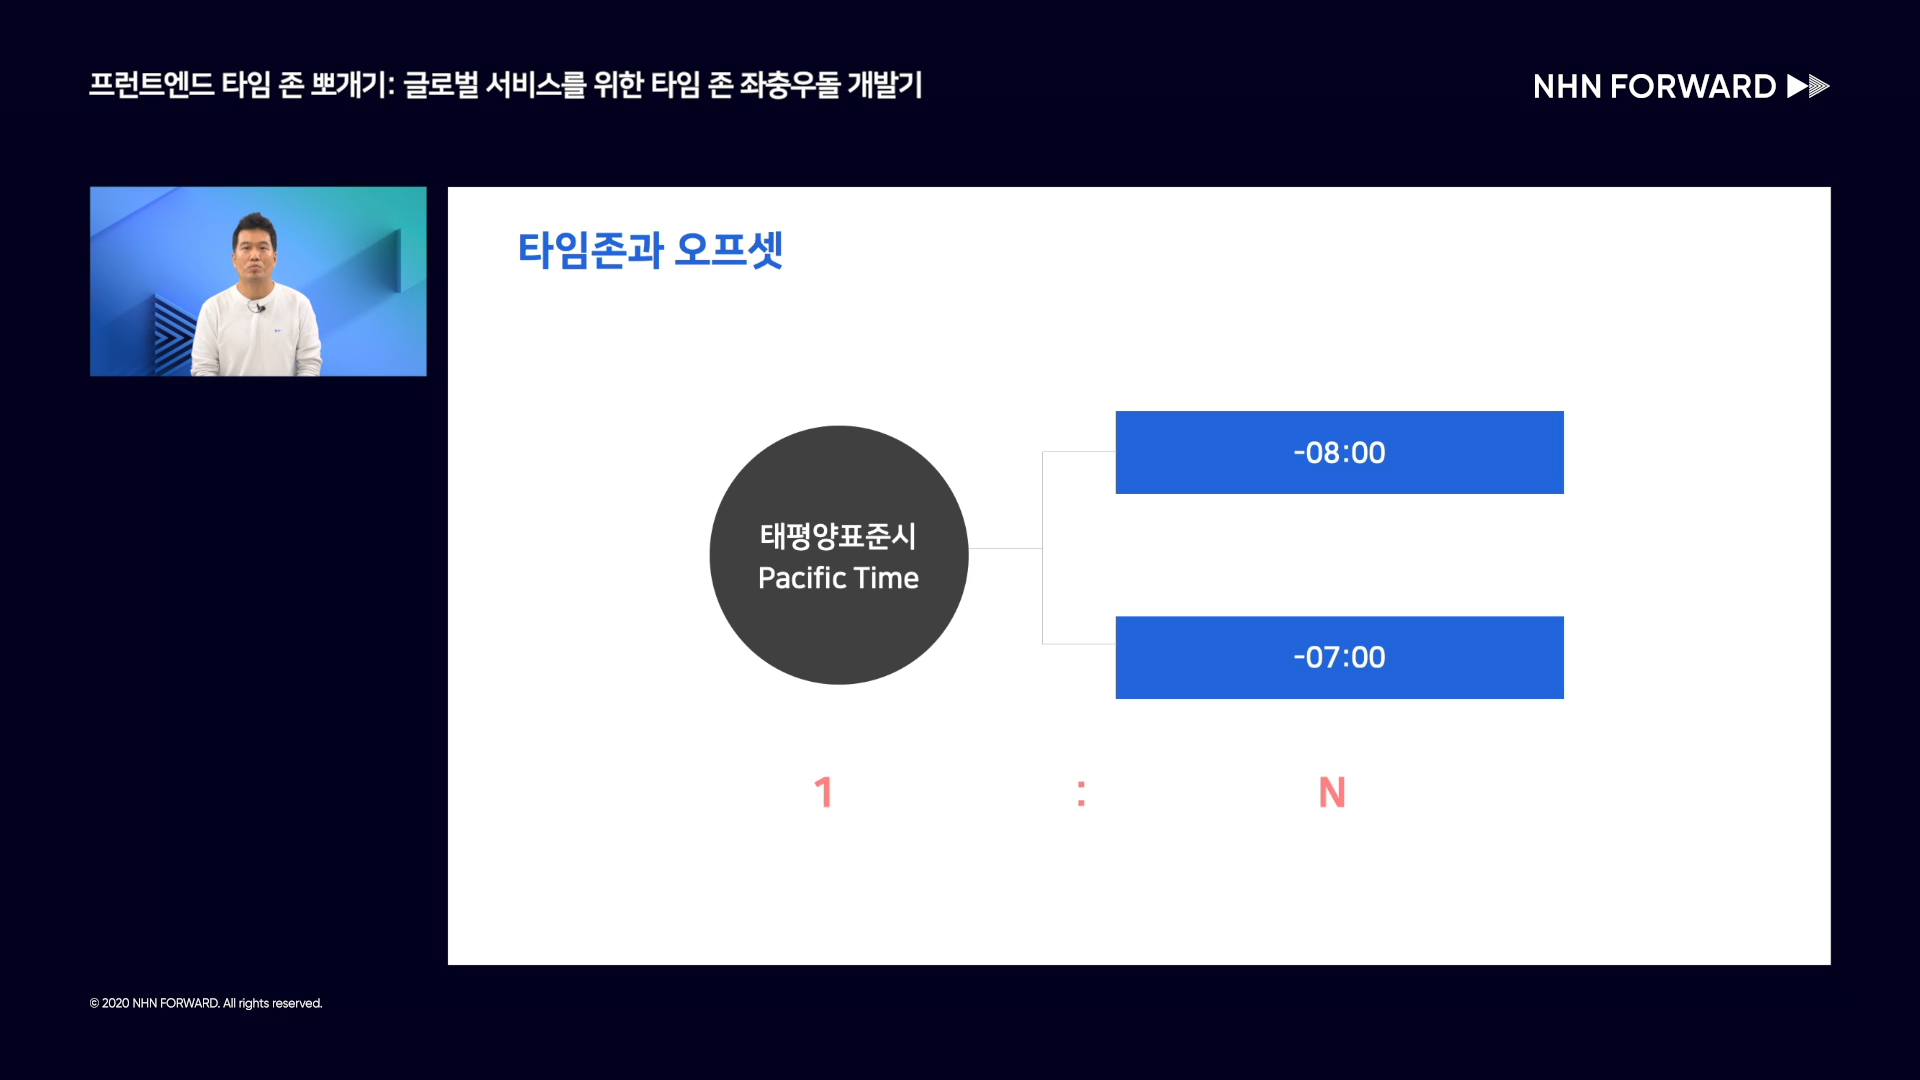 프런트엔드 타임 존 뽀개기: 글로벌 서비스를 위한 타임 존 좌충우돌 개발기
NHN FORWARD
타임존과 오프셋
태평양표준시
Pacific Time
-08:00
-07:00
1 : N
© 2020 NHN FORWARD. All rights reserved.